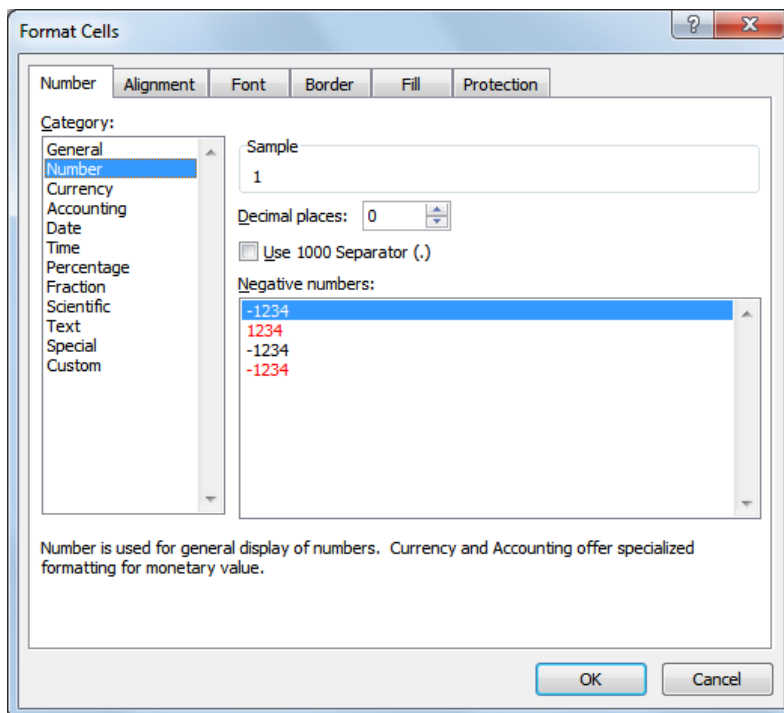 Format Cells
Number Alignment Font Border Fill Protection
Category:
General
Number
Currency
Accounting
Date
Time
Percentage
Fraction
Scientific
Text
Special
Custom
Sample
1
Decimal places: 0
Use 1000 Separator (.)
Negative numbers:
-1234
1234
-1234
-1234
Number is used for general display of numbers.  Currency and Accounting offer specialized
formatting for monetary value.
OK Cancel